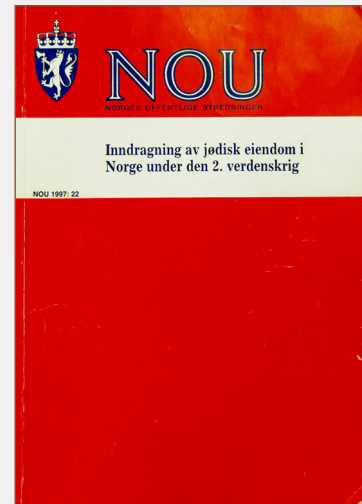 NOU
NORGES OFFENTLIGE UTREDNINGER
Inndragning av jødisk eiendom i
Norge under den 2. verdenskrig
NOU 1997: 22